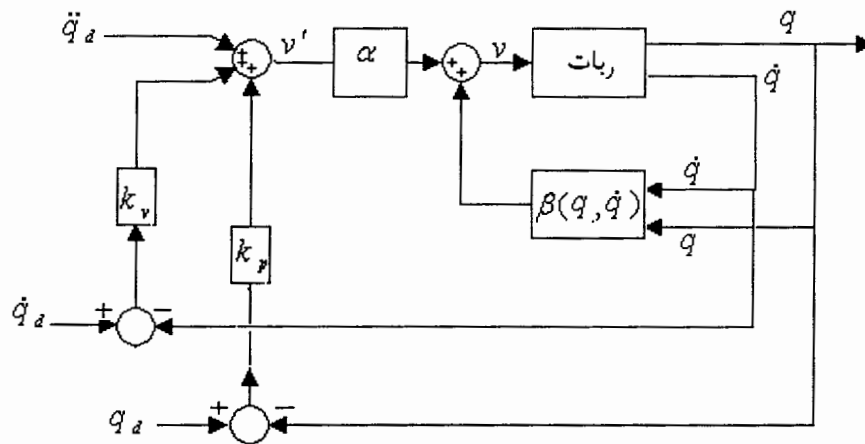 q̈_d
+
+
+
v'
α
+ +
v
ربات
q
q̇
k_v
k_p
β(q, q̇)
q̇
q
q̇_d
+
−
q_d
+
−